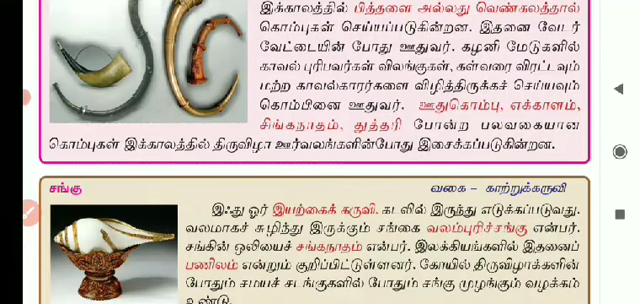 இக்காலத்தில் பித்தளை அல்லது வெண்கலத்தால்
கொம்புகள் செய்யப்படுகின்றன. இதனை வேடர்
வேட்டையின் போது ஊதுவர். கழனி மேடுகளில்
காவல் புரிபவர்கள் விலங்குகள், கள்வரை விரட்டவும்
மற்ற காவல்காரர்களை விழித்திருக்கச் செய்யவும்
கொம்பினை ஊதுவர். ஊதுகொம்பு, எக்காளம்,
சிங்கநாதம், துத்தரி போன்ற பலவகையான
கொம்புகள் இக்காலத்தில் திருவிழா ஊர்வலங்களின்போது இசைக்கப்படுகின்றன.
சங்கு வகை - காற்றுக்கருவி
இஃது ஓர் இயற்கைக் கருவி. கடலில் இருந்து எடுக்கப்படுவது.
வலமாகச் சுழிந்து இருக்கும் சங்கை வலம்புரிச்சங்கு என்பர்.
சங்கின் ஒலியைச் சங்கநாதம் என்பர். இலக்கியங்களில் இதனைப்
பணிலம் என்றும் குறிப்பிட்டுள்ளனர். கோயில் திருவிழாக்களின்
போதும் சமயச் சடங்குகளில் போதும் சங்கு முழங்கும் வழக்கம்
உண்டு.